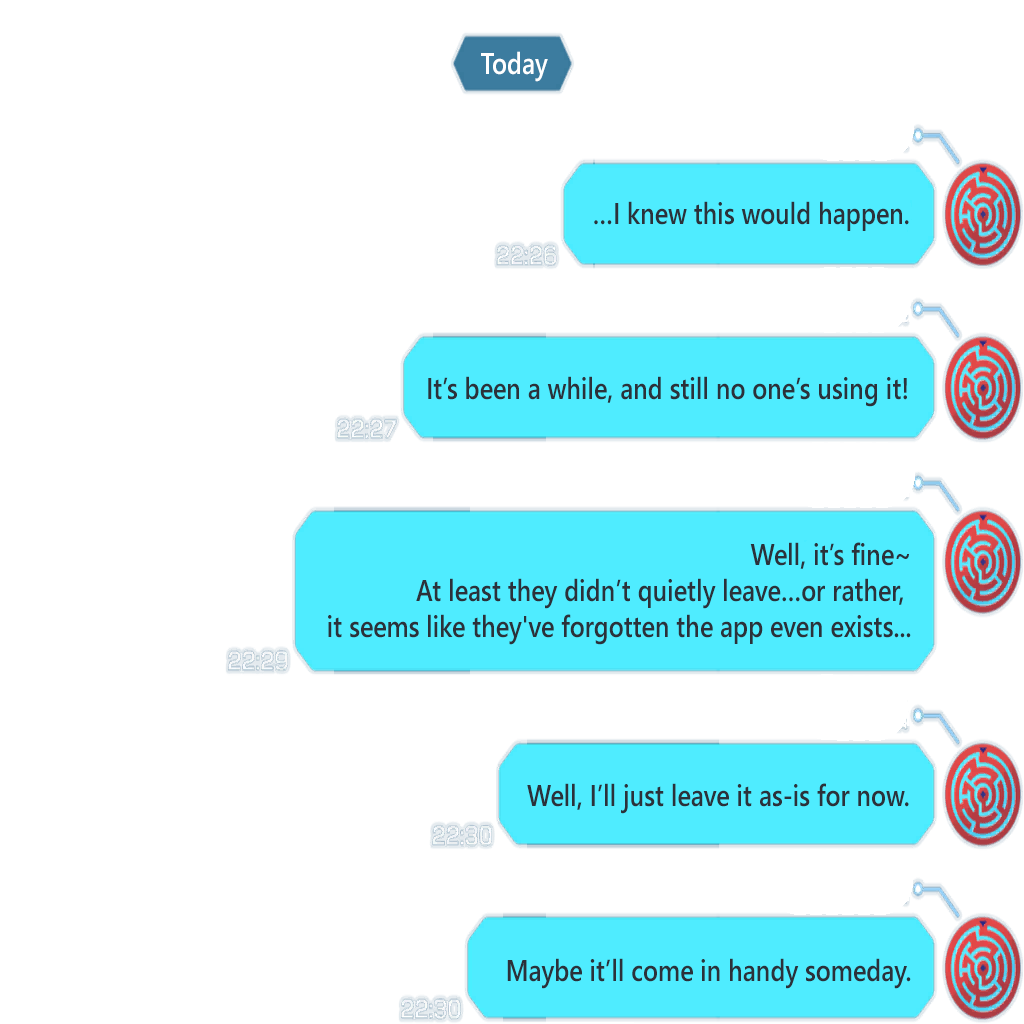 Today
...I knew this would happen.
22:26
It’s been a while, and still no one’s using it!
22:27
Well, it’s fine~
At least they didn’t quietly leave...or rather,
it seems like they've forgotten the app even exists...
22:29
Well, I’ll just leave it as-is for now.
22:30
Maybe it’ll come in handy someday.
22:30